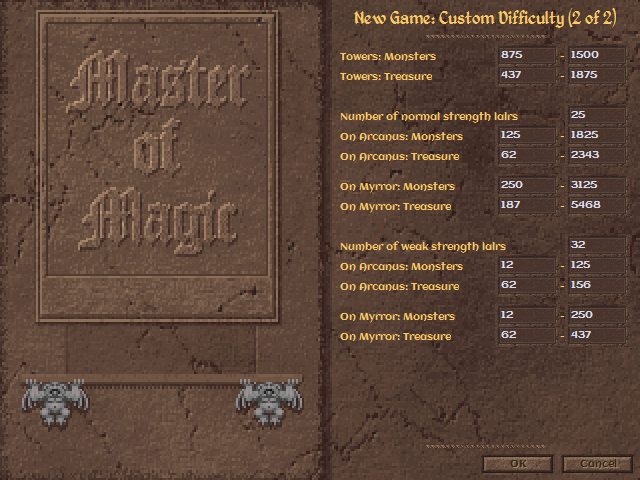 Master
of
Magic
New Game: Custom Difficulty (2 of 2)
Towers: Monsters 875 - 1500
Towers: Treasure 437 - 1875
Number of normal strength lairs 25
On Arcanus: Monsters 125 - 1825
On Arcanus: Treasure 62 - 2343
On Myrror: Monsters 250 - 3125
On Myrror: Treasure 187 - 5468
Number of weak strength lairs 32
On Arcanus: Monsters 12 - 125
On Arcanus: Treasure 62 - 156
On Myrror: Monsters 12 - 250
On Myrror: Treasure 62 - 437
OK Cancel